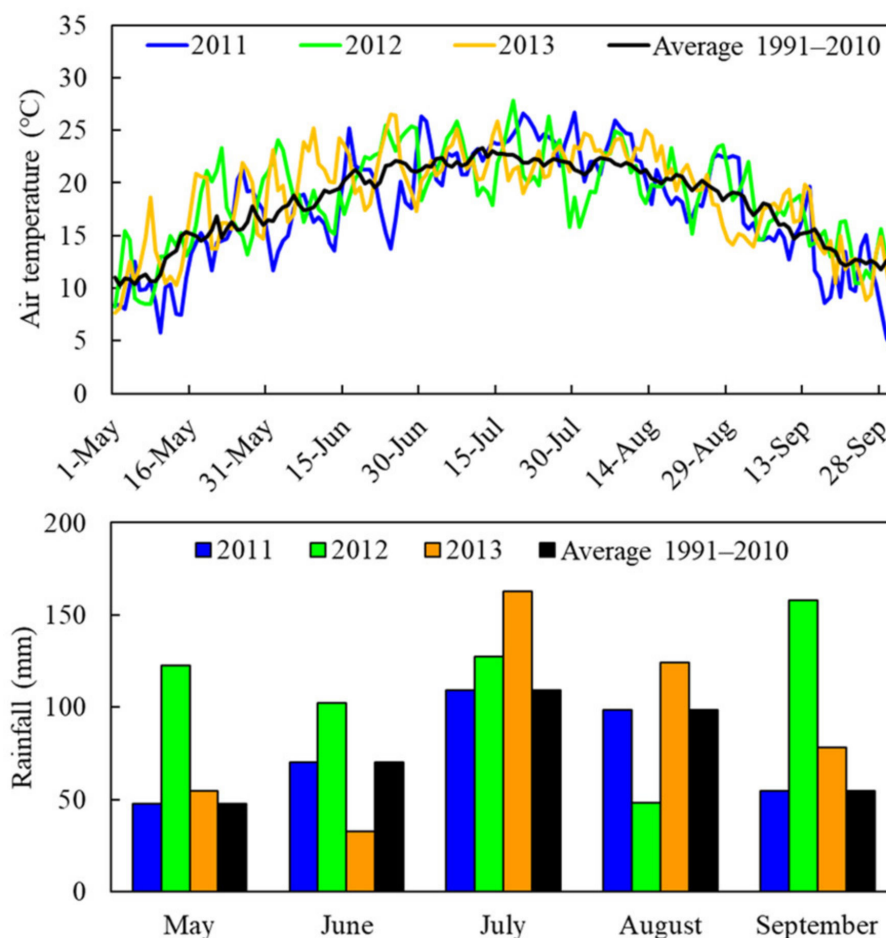 35
2011 2012 2013 Average 1991–2010
30
25
20
15
10
5
0
Air temperature (°C)
1-May 16-May 31-May 15-Jun 30-Jun 15-Jul 30-Jul 14-Aug 29-Aug 13-Sep 28-Sep
200
2011 2012 2013 Average 1991–2010
150
100
50
0
Rainfall (mm)
May June July August September